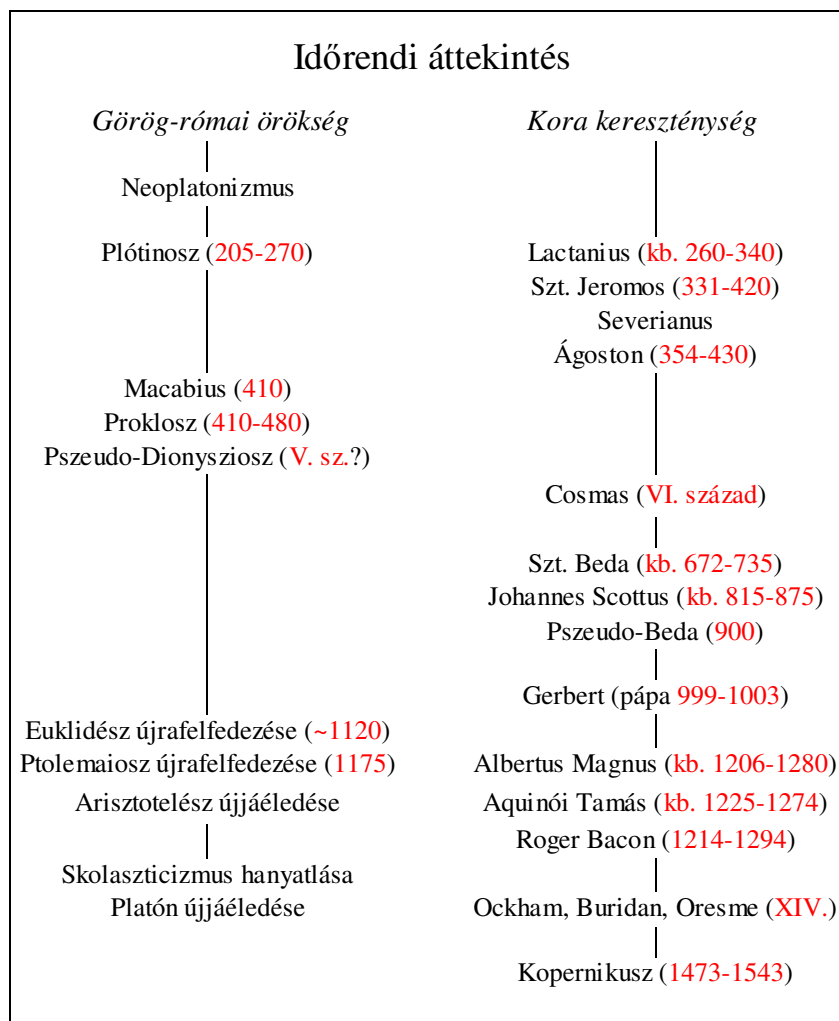 Időrendi áttekintés
Görög-római örökség
Neoplatonizmus
Plótinosz (205-270)
Macabius (410)
Proklosz (410-480)
Pszeudo-Dionysziosz (V. sz.?)
Euklidész újrafelfedezése (~1120)
Ptolemaiosz újrafelfedezése (1175)
Arisztotelész újjáéledése
Skolaszticizmus hanyatlása
Platón újjáéledése
Kora kereszténység
Lactanius (kb. 260-340)
Szt. Jeromos (331-420)
Severianus
Ágoston (354-430)
Cosmas (VI. század)
Szt. Beda (kb. 672-735)
Johannes Scottus (kb. 815-875)
Pszeudo-Beda (900)
Gerbert (pápa 999-1003)
Albertus Magnus (kb. 1206-1280)
Aquinói Tamás (kb. 1225-1274)
Roger Bacon (1214-1294)
Ockham, Buridan, Oresme (XIV.)
Kopernikusz (1473-1543)